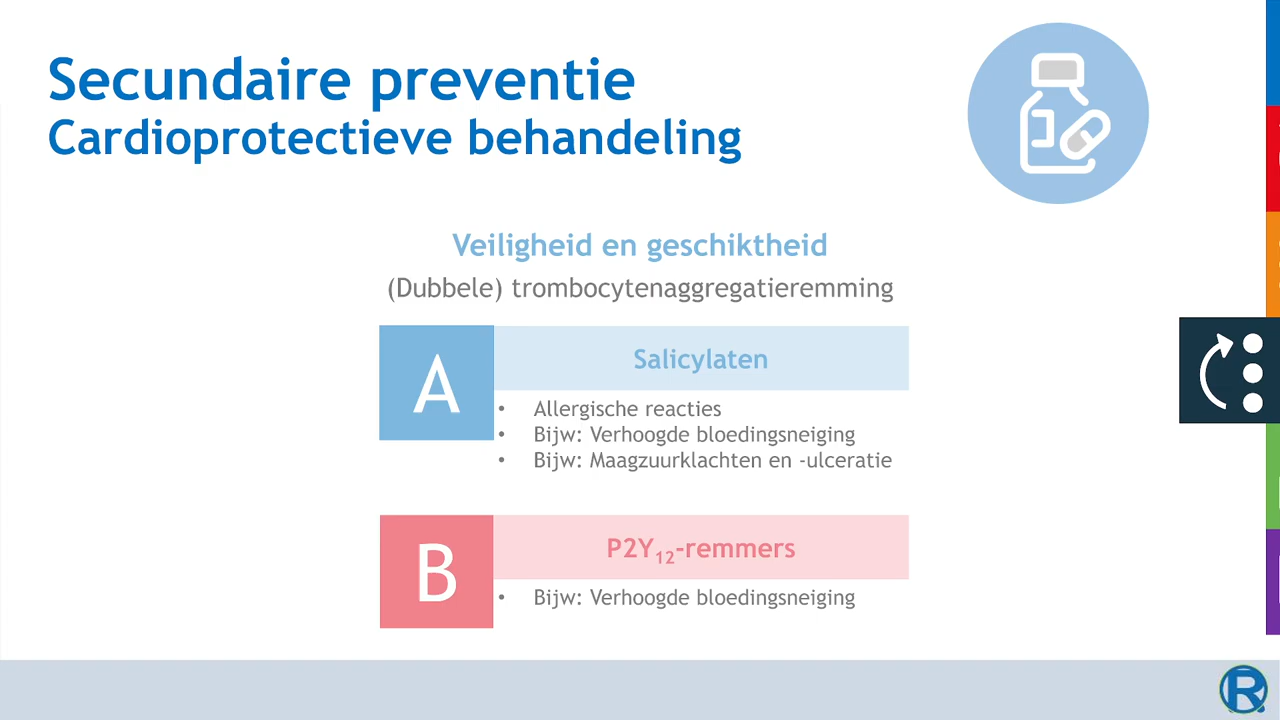 Secundaire preventie
Cardioprotectieve behandeling
Veiligheid en geschiktheid
(Dubbele) trombocytenaggregatieremming
A
Salicylaten
• Allergische reacties
• Bijw: Verhoogde bloedingsneiging
• Bijw: Maagzuurklachten en -ulceratie
B
P2Y₁₂-remmers
• Bijw: Verhoogde bloedingsneiging
R